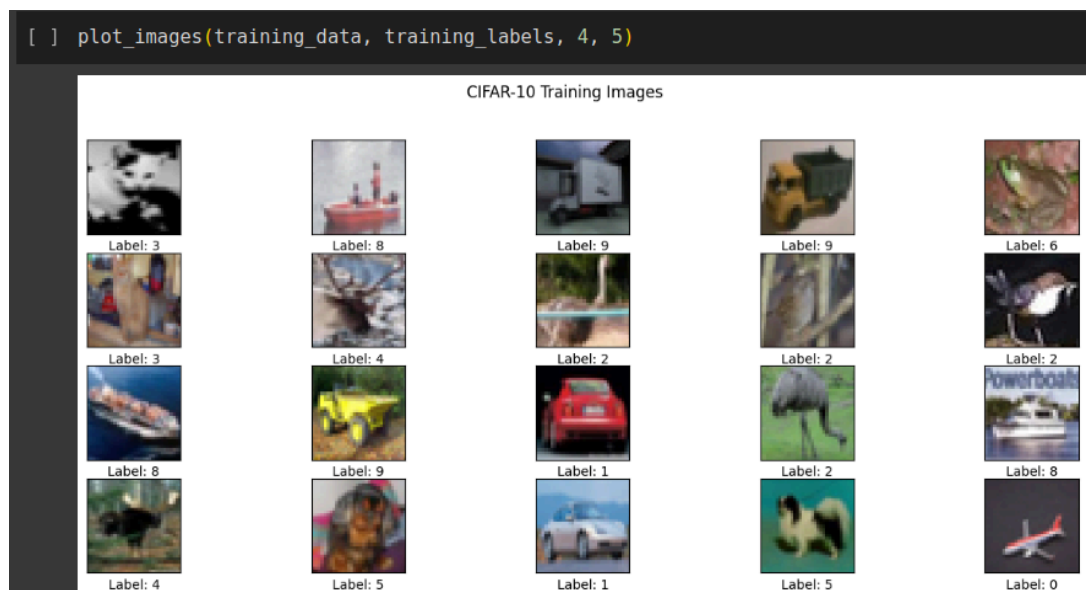 [ ] plot_images(training_data, training_labels, 4, 5)
CIFAR-10 Training Images
Label: 3 Label: 8 Label: 9 Label: 9 Label: 6
Label: 3 Label: 4 Label: 2 Label: 2 Label: 2
Powerboats
Label: 8 Label: 9 Label: 1 Label: 2 Label: 8
Label: 4 Label: 5 Label: 1 Label: 5 Label: 0